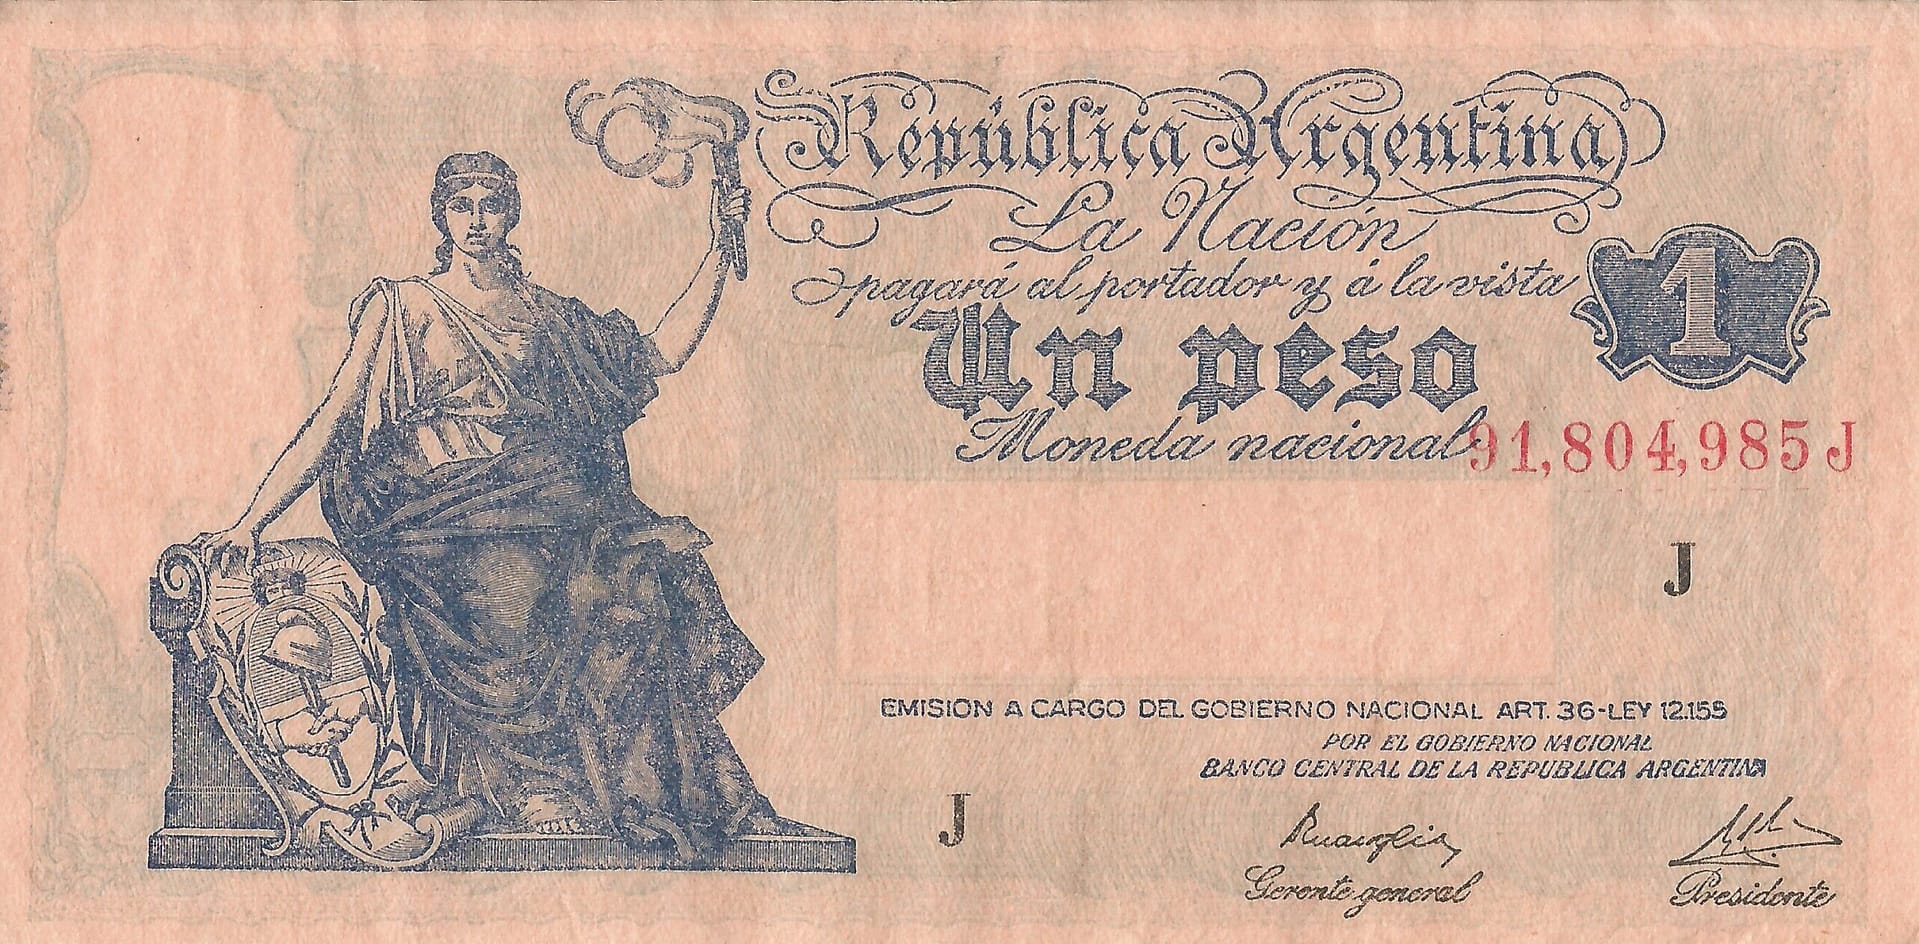 República Argentina
La Nación
pagará al portador y á la vista
1
Un peso
Moneda nacional
91,804,985 J
J
EMISION A CARGO DEL GOBIERNO NACIONAL ART. 36-LEY 12.155
POR EL GOBIERNO NACIONAL
BANCO CENTRAL DE LA REPUBLICA ARGENTINA
J
Gerente general
Presidente